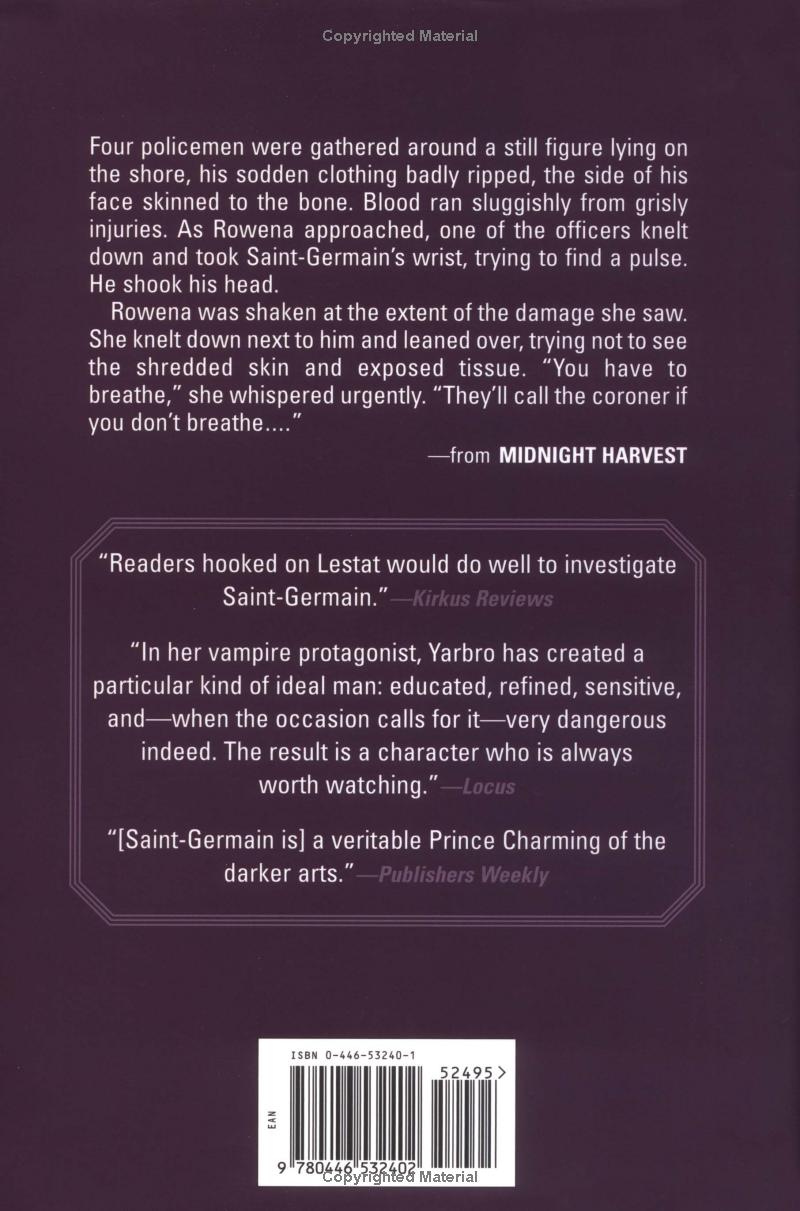 Copyrighted Material
Four policemen were gathered around a still figure lying on
the shore, his sodden clothing badly ripped, the side of his
face skinned to the bone. Blood ran sluggishly from grisly
injuries. As Rowena approached, one of the officers knelt
down and took Saint-Germain’s wrist, trying to find a pulse.
He shook his head.
Rowena was shaken at the extent of the damage she saw.
She knelt down next to him and leaned over, trying not to see
the shredded skin and exposed tissue. “You have to
breathe,” she whispered urgently. “They’ll call the coroner if
you don’t breathe....”
—from MIDNIGHT HARVEST
“Readers hooked on Lestat would do well to investigate
Saint-Germain.”—Kirkus Reviews
“In her vampire protagonist, Yarbro has created a
particular kind of ideal man: educated, refined, sensitive,
and—when the occasion calls for it—very dangerous
indeed. The result is a character who is always
worth watching.”—Locus
“[Saint-Germain is] a veritable Prince Charming of the
darker arts.”—Publishers Weekly
ISBN 0-446-53240-1
52495>
EAN
9 780446 532402
Copyrighted Material